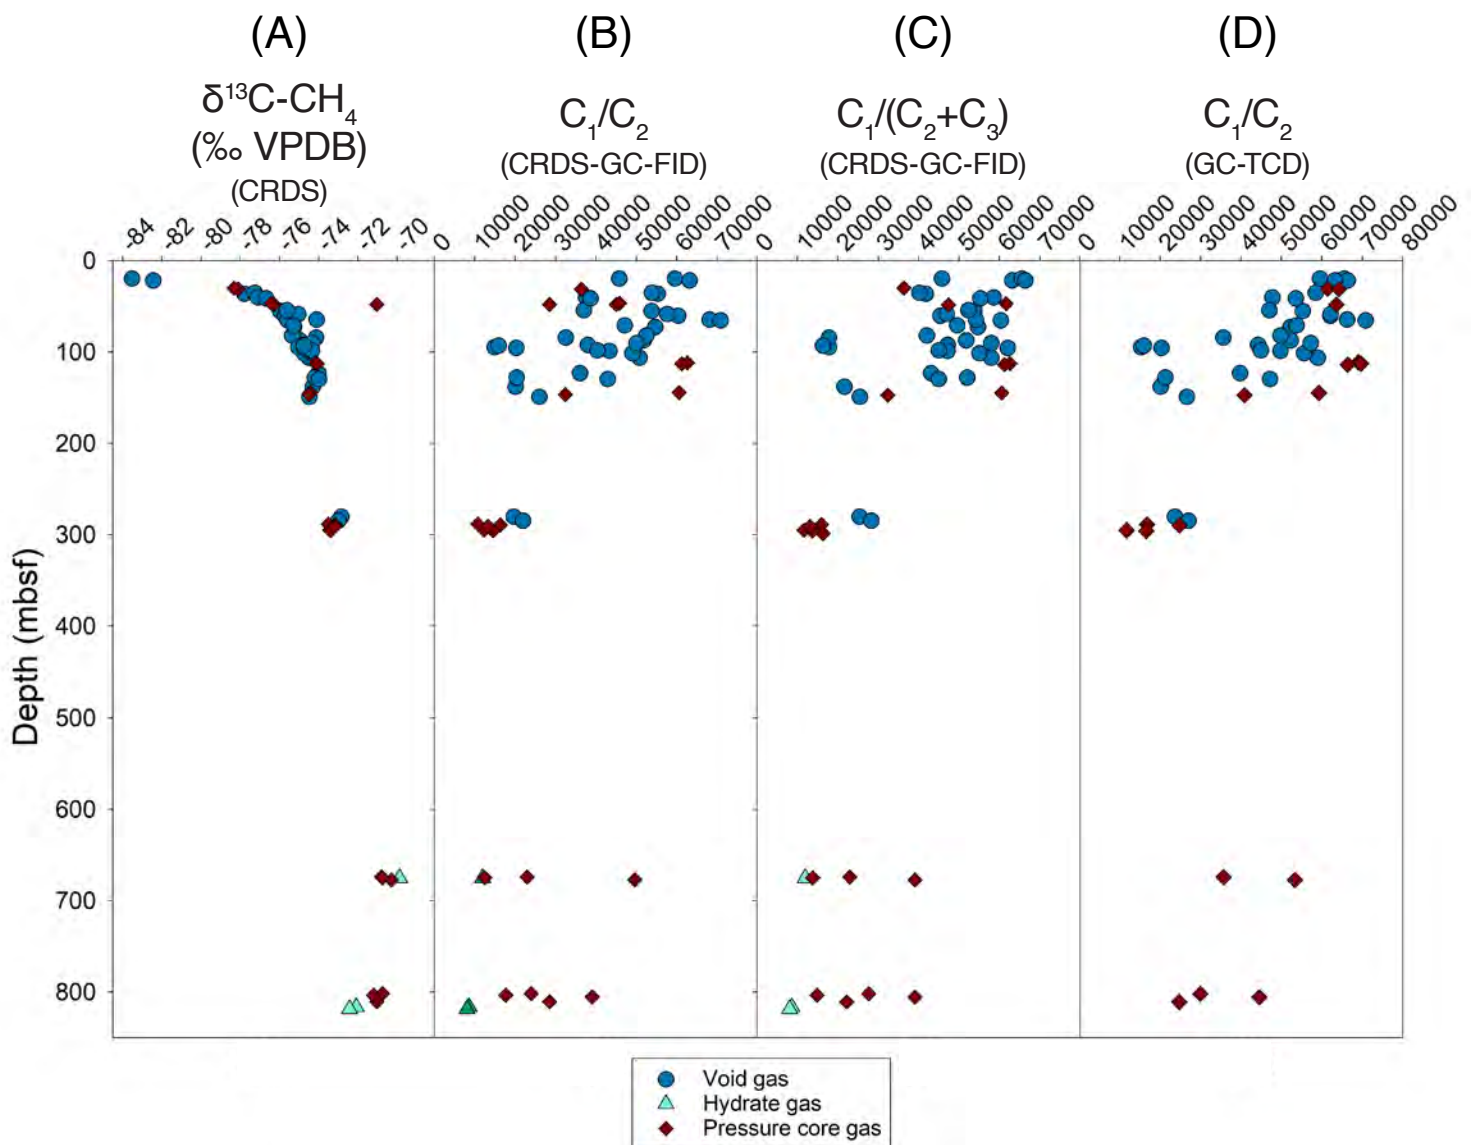 (A) (B) (C) (D)
δ¹³C-CH₄
(‰ VPDB)
(CRDS)
C₁/C₂
(CRDS-GC-FID)
C₁/(C₂+C₃)
(CRDS-GC-FID)
C₁/C₂
(GC-TCD)
-84 -82 -80 -78 -76 -74 -72 -70
0 10000 20000 30000 40000 50000 60000 70000
0 10000 20000 30000 40000 50000 60000 70000
0 10000 20000 30000 40000 50000 60000 70000 80000
0
100
200
300
400
500
600
700
800
Depth (mbsf)
Void gas
Hydrate gas
Pressure core gas